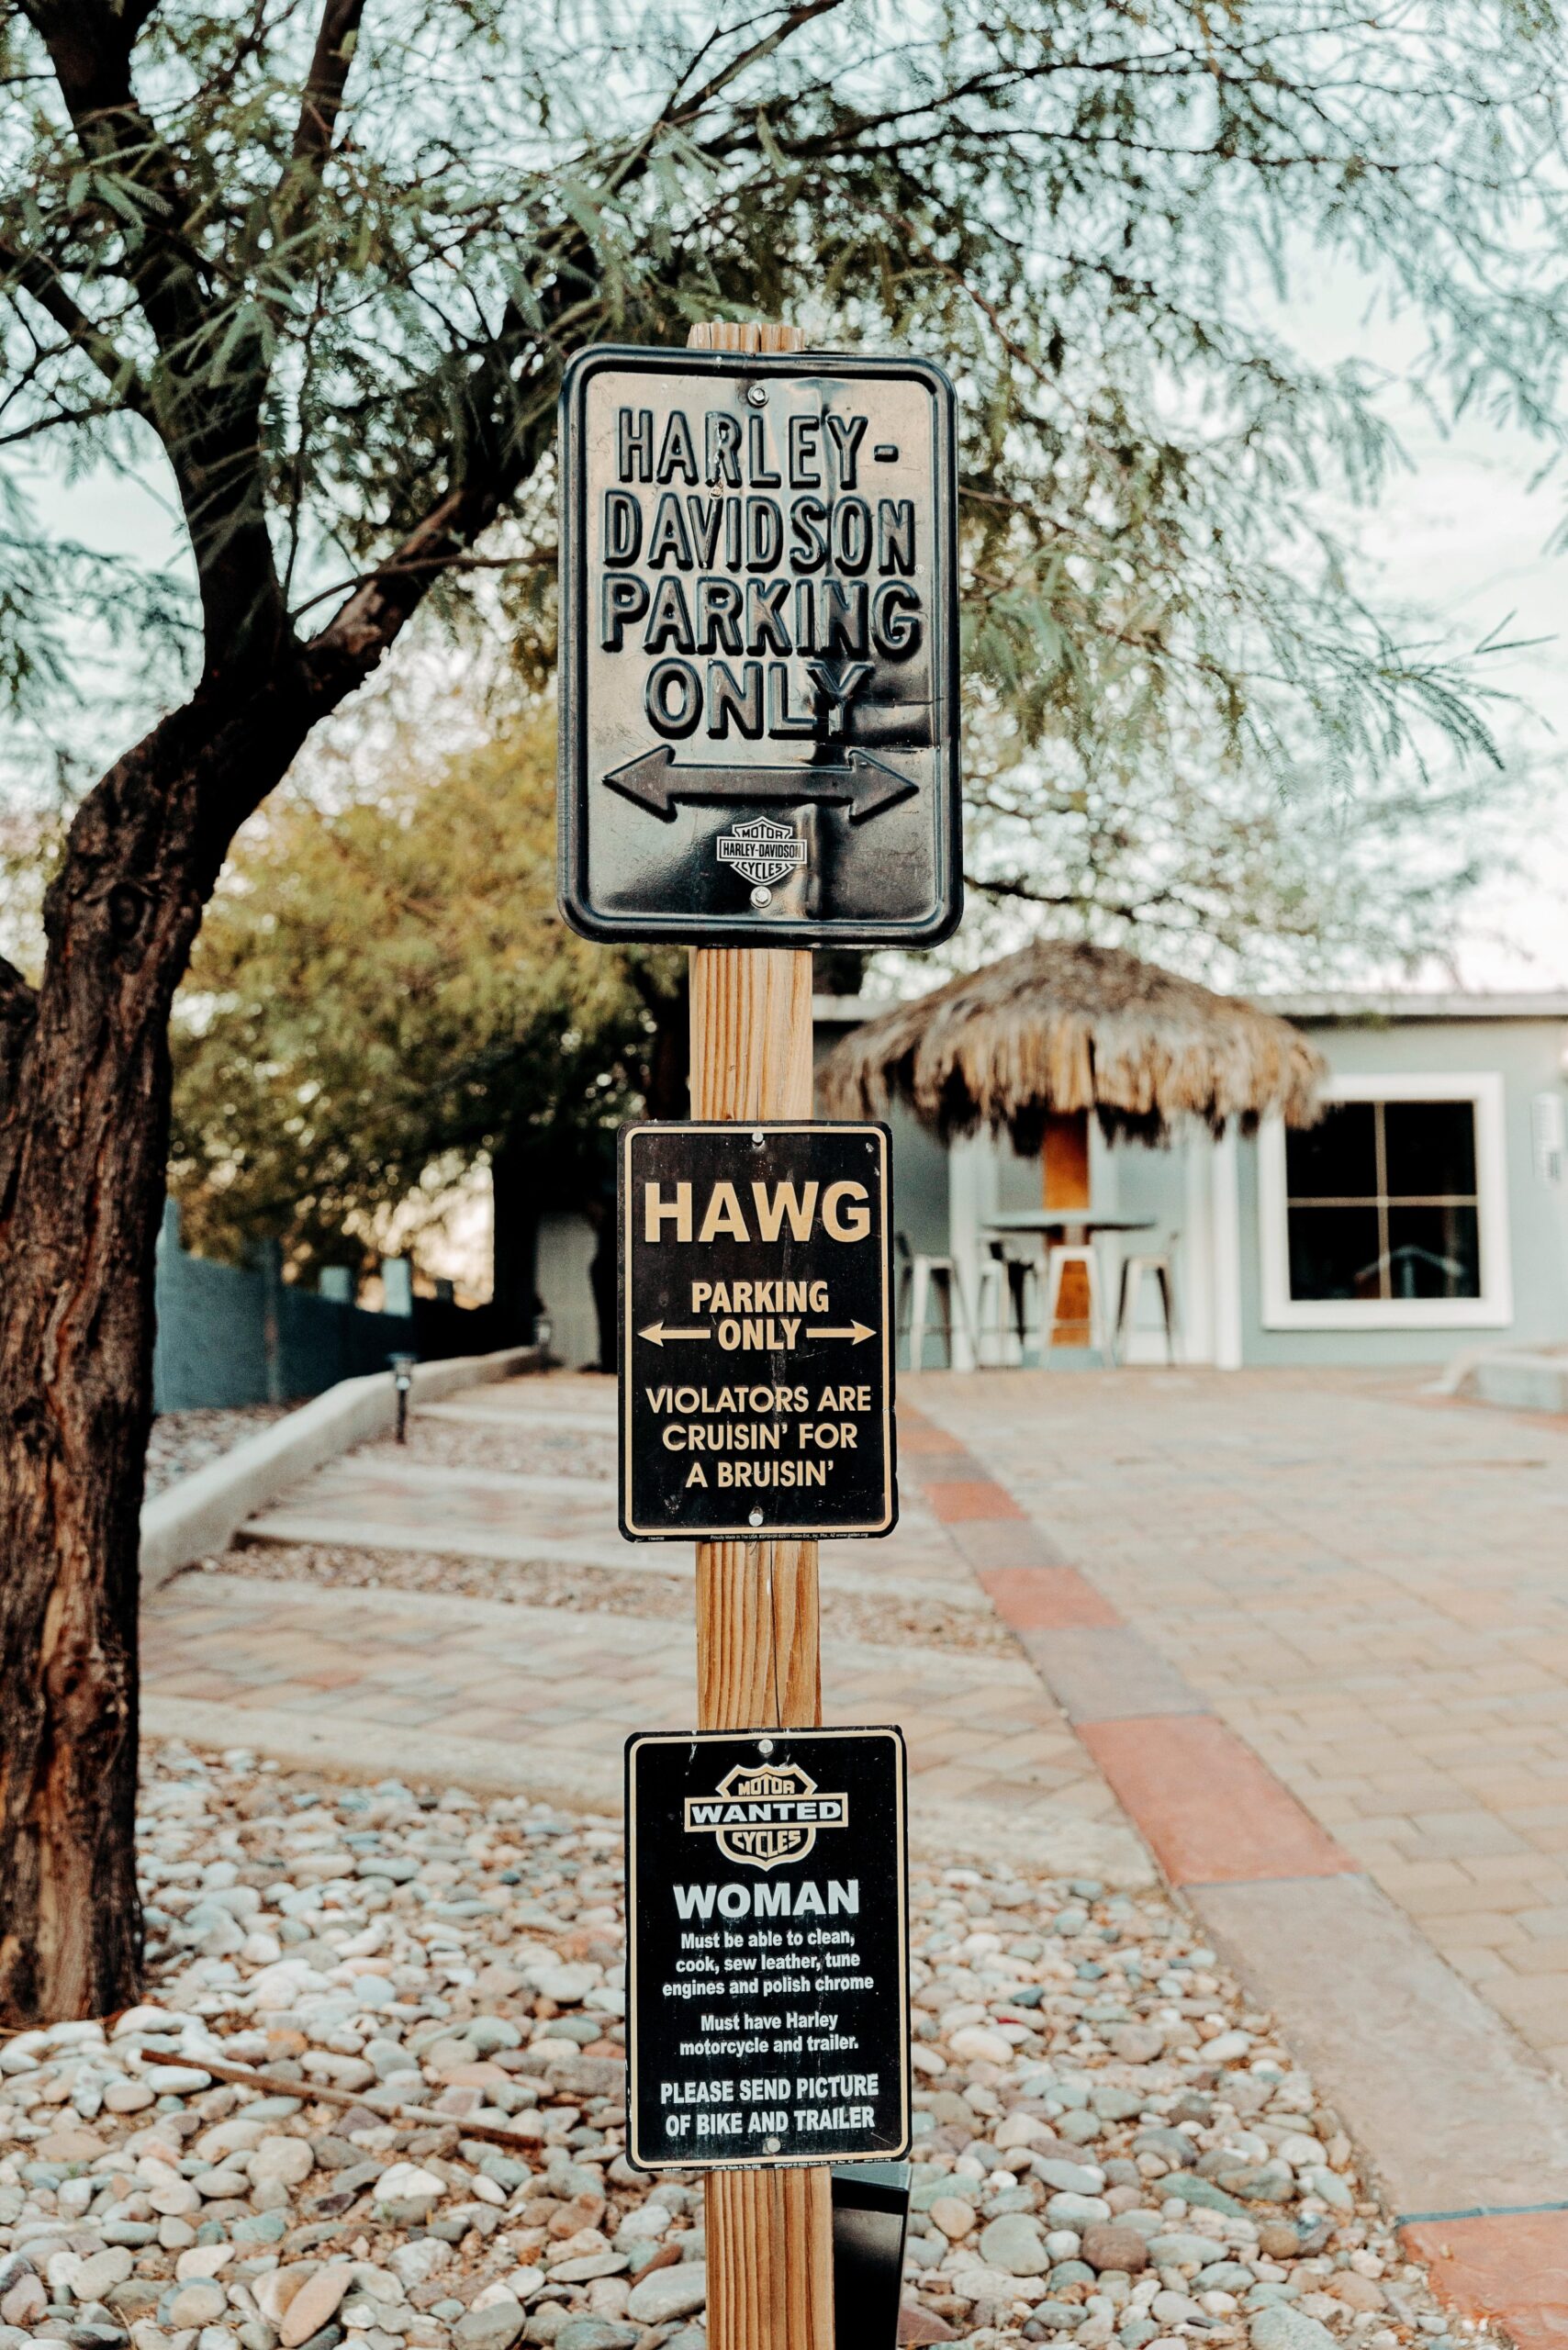 HARLEY-
DAVIDSON
PARKING
ONLY
MOTOR
HARLEY-DAVIDSON
CYCLES
HAWG
PARKING
ONLY
VIOLATORS ARE
CRUISIN' FOR
A BRUISIN'
MOTOR
WANTED
CYCLES
WOMAN
Must be able to clean,
cook, sew leather, tune
engines and polish chrome
Must have Harley
motorcycle and trailer.
PLEASE SEND PICTURE
OF BIKE AND TRAILER